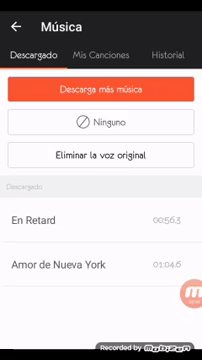 Música
Descargado Mis Canciones Historial
Descarga más música
Ninguno
Eliminar la voz original
Descargado
En Retard 00:56.3
Amor de Nueva York 01:04.6
Recorded by MOBIZEN